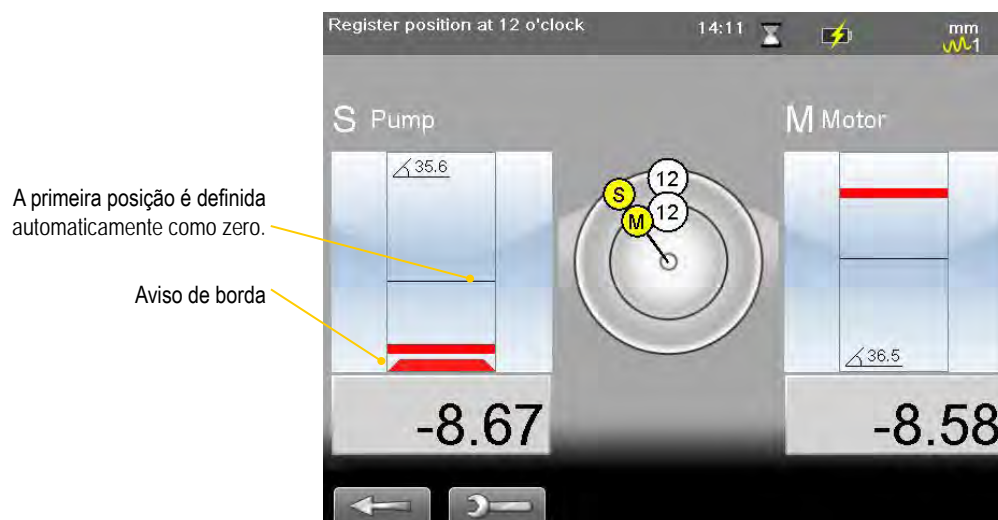 Register position at 12 o'clock
14:11
mm
1
S Pump
M Motor
35.6
A primeira posição é definida
automaticamente como zero.
S
12
M
12
Aviso de borda
36.5
-8.67
-8.58